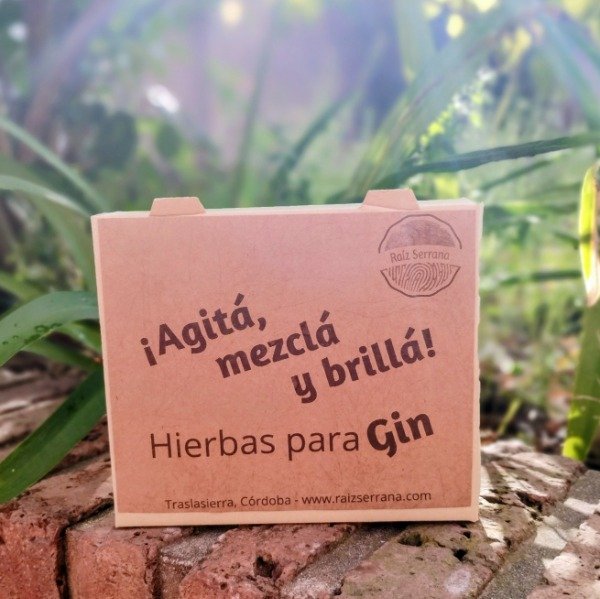 Raíz Serrana
¡Agitá,
mezclá
y brillá!
Hierbas para Gin
Traslasierra, Córdoba - www.raizserrana.com